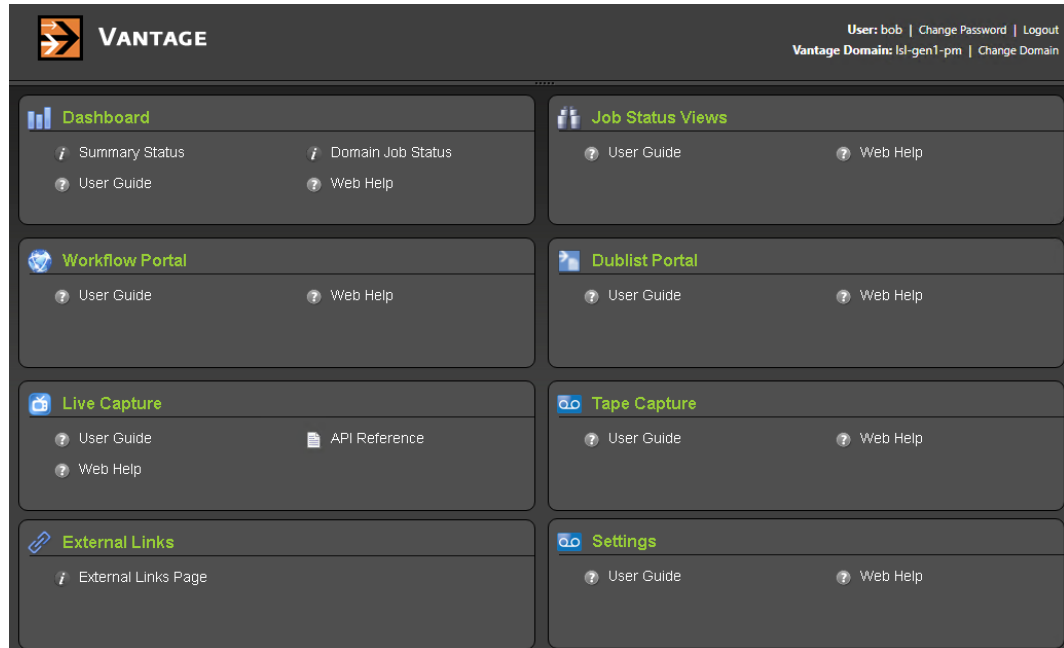 VANTAGE
User: bob | Change Password | Logout
Vantage Domain: lsl-gen1-pm | Change Domain
Dashboard
Summary Status
Domain Job Status
User Guide
Web Help
Job Status Views
User Guide
Web Help
Workflow Portal
User Guide
Web Help
Dublist Portal
User Guide
Web Help
Live Capture
User Guide
API Reference
Web Help
Tape Capture
User Guide
Web Help
External Links
External Links Page
Settings
User Guide
Web Help